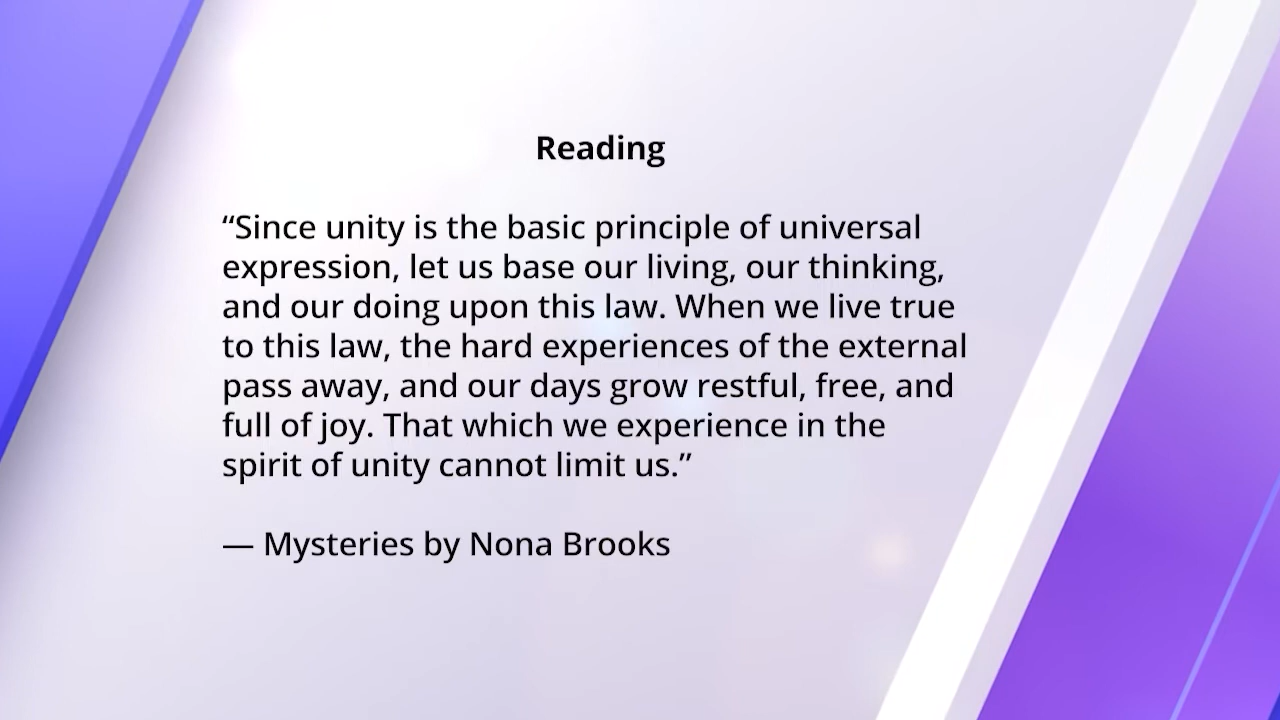 Reading
“Since unity is the basic principle of universal
expression, let us base our living, our thinking,
and our doing upon this law. When we live true
to this law, the hard experiences of the external
pass away, and our days grow restful, free, and
full of joy. That which we experience in the
spirit of unity cannot limit us.”
— Mysteries by Nona Brooks